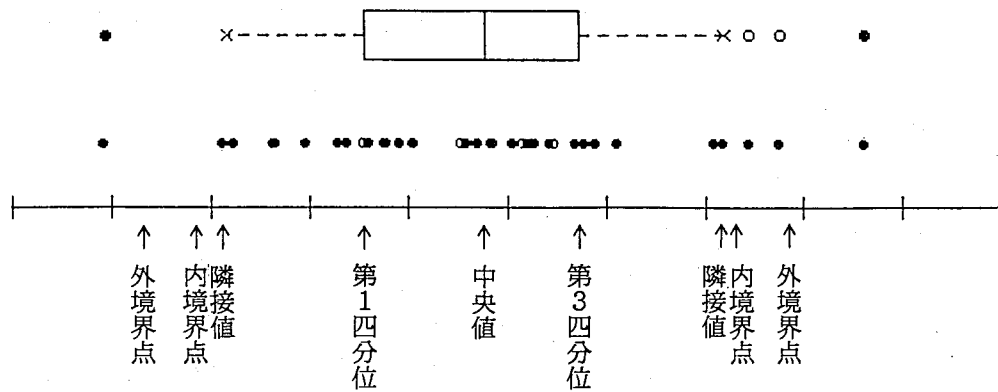 外境界点
内境界点
隣接値
第1四分位
中央値
第3四分位
隣接値
内境界点
外境界点